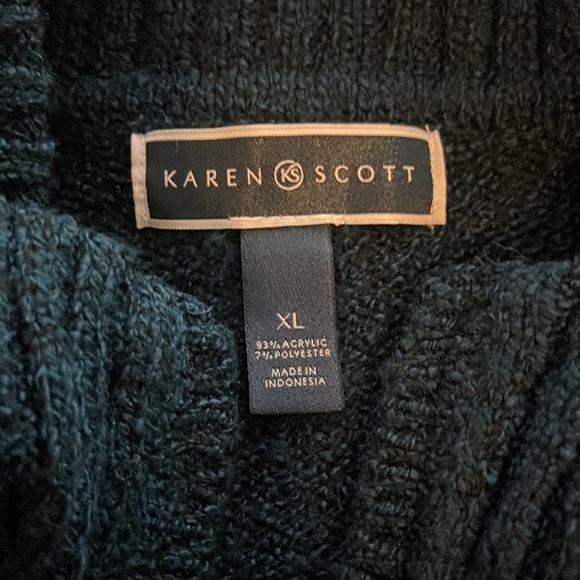 KAREN KS SCOTT
XL
93% ACRYLIC
7% POLYESTER
MADE IN
INDONESIA